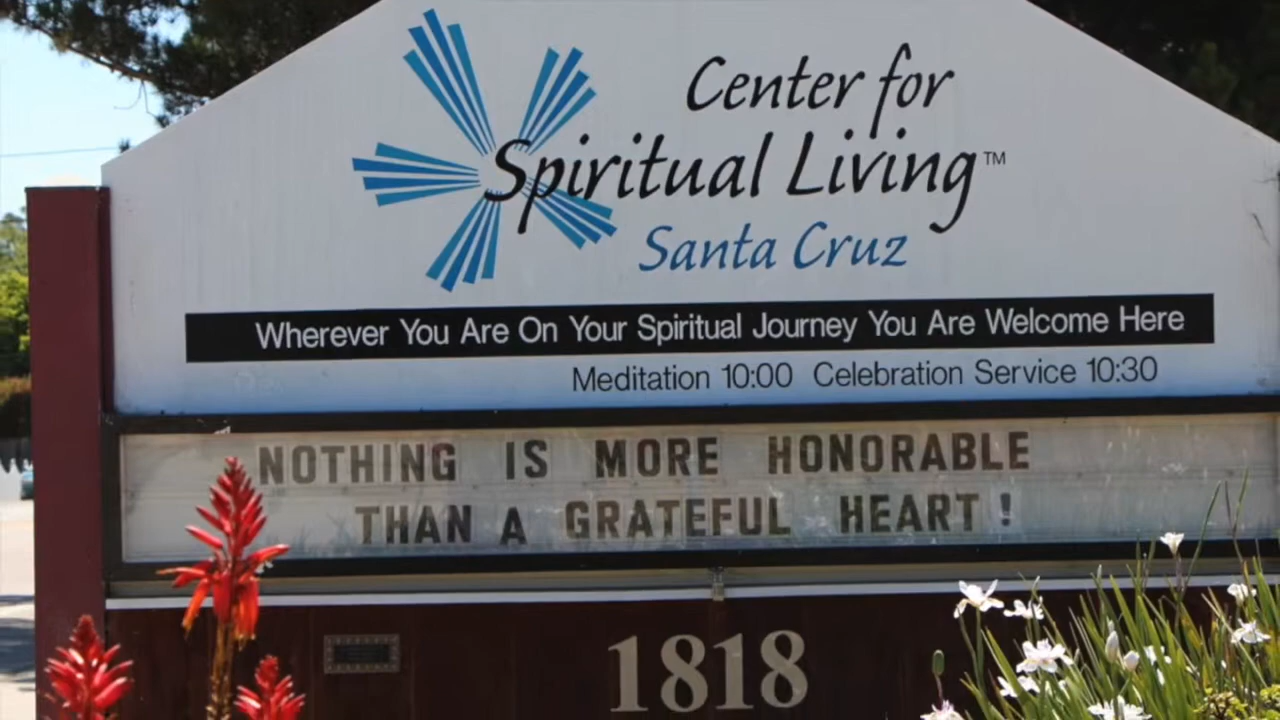 Center for
Spiritual Living™
Santa Cruz
Wherever You Are On Your Spiritual Journey You Are Welcome Here
Meditation 10:00 Celebration Service 10:30
NOTHING IS MORE HONORABLE
THAN A GRATEFUL HEART!
1818